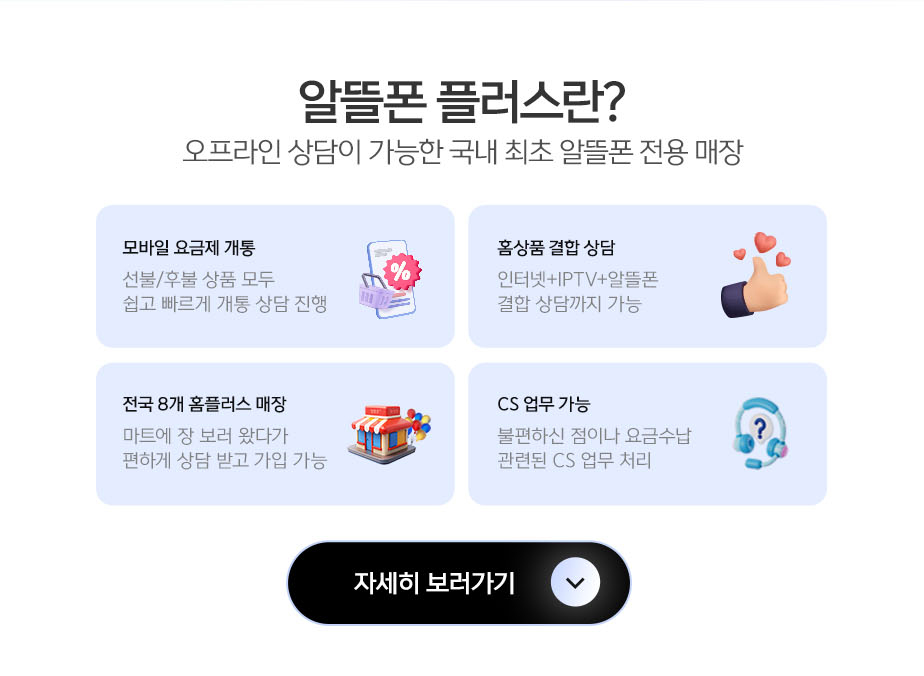 알뜰폰 플러스란?
오프라인 상담이 가능한 국내 최초 알뜰폰 전용 매장
모바일 요금제 개통
선불/후불 상품 모두
쉽고 빠르게 개통 상담 진행
%
홈상품 결합 상담
인터넷+IPTV+알뜰폰
결합 상담까지 가능
전국 8개 홈플러스 매장
마트에 장 보러 왔다가
편하게 상담 받고 가입 가능
CS 업무 가능
불편하신 점이나 요금수납
관련된 CS 업무 처리
?
자세히 보러가기